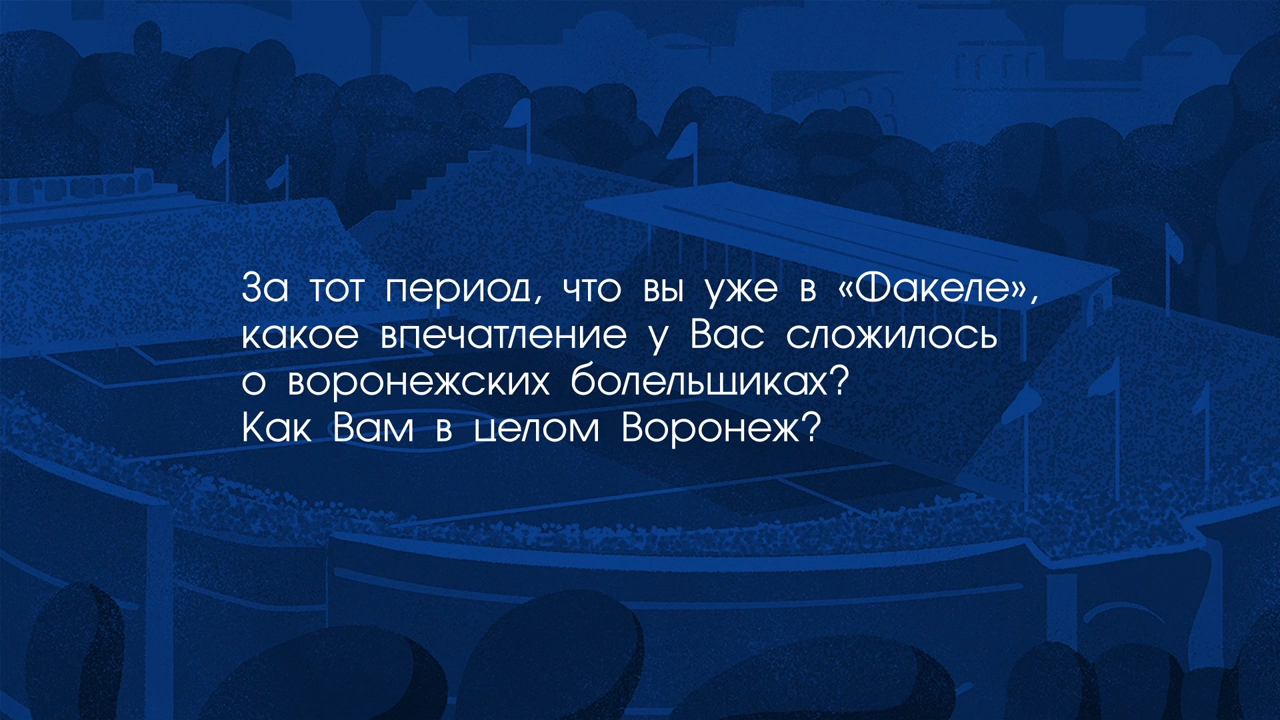 За тот период, что вы уже в «Факеле»,
какое впечатление у Вас сложилось
о воронежских болельщиках?
Как Вам в целом Воронеж?